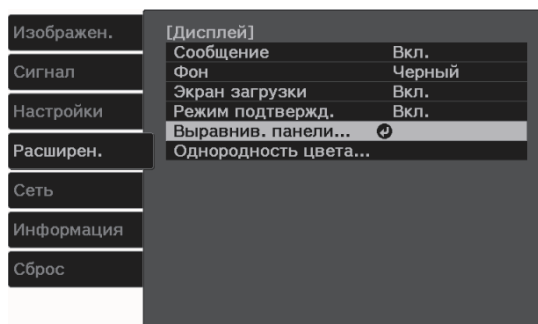 Изображен.
Сигнал
Настройки
Расширен.
Сеть
Информация
Сброс
[Дисплей]
Сообщение Вкл.
Фон Черный
Экран загрузки Вкл.
Режим подтвержд. Вкл.
Выравнив. панели...
Однородность цвета...